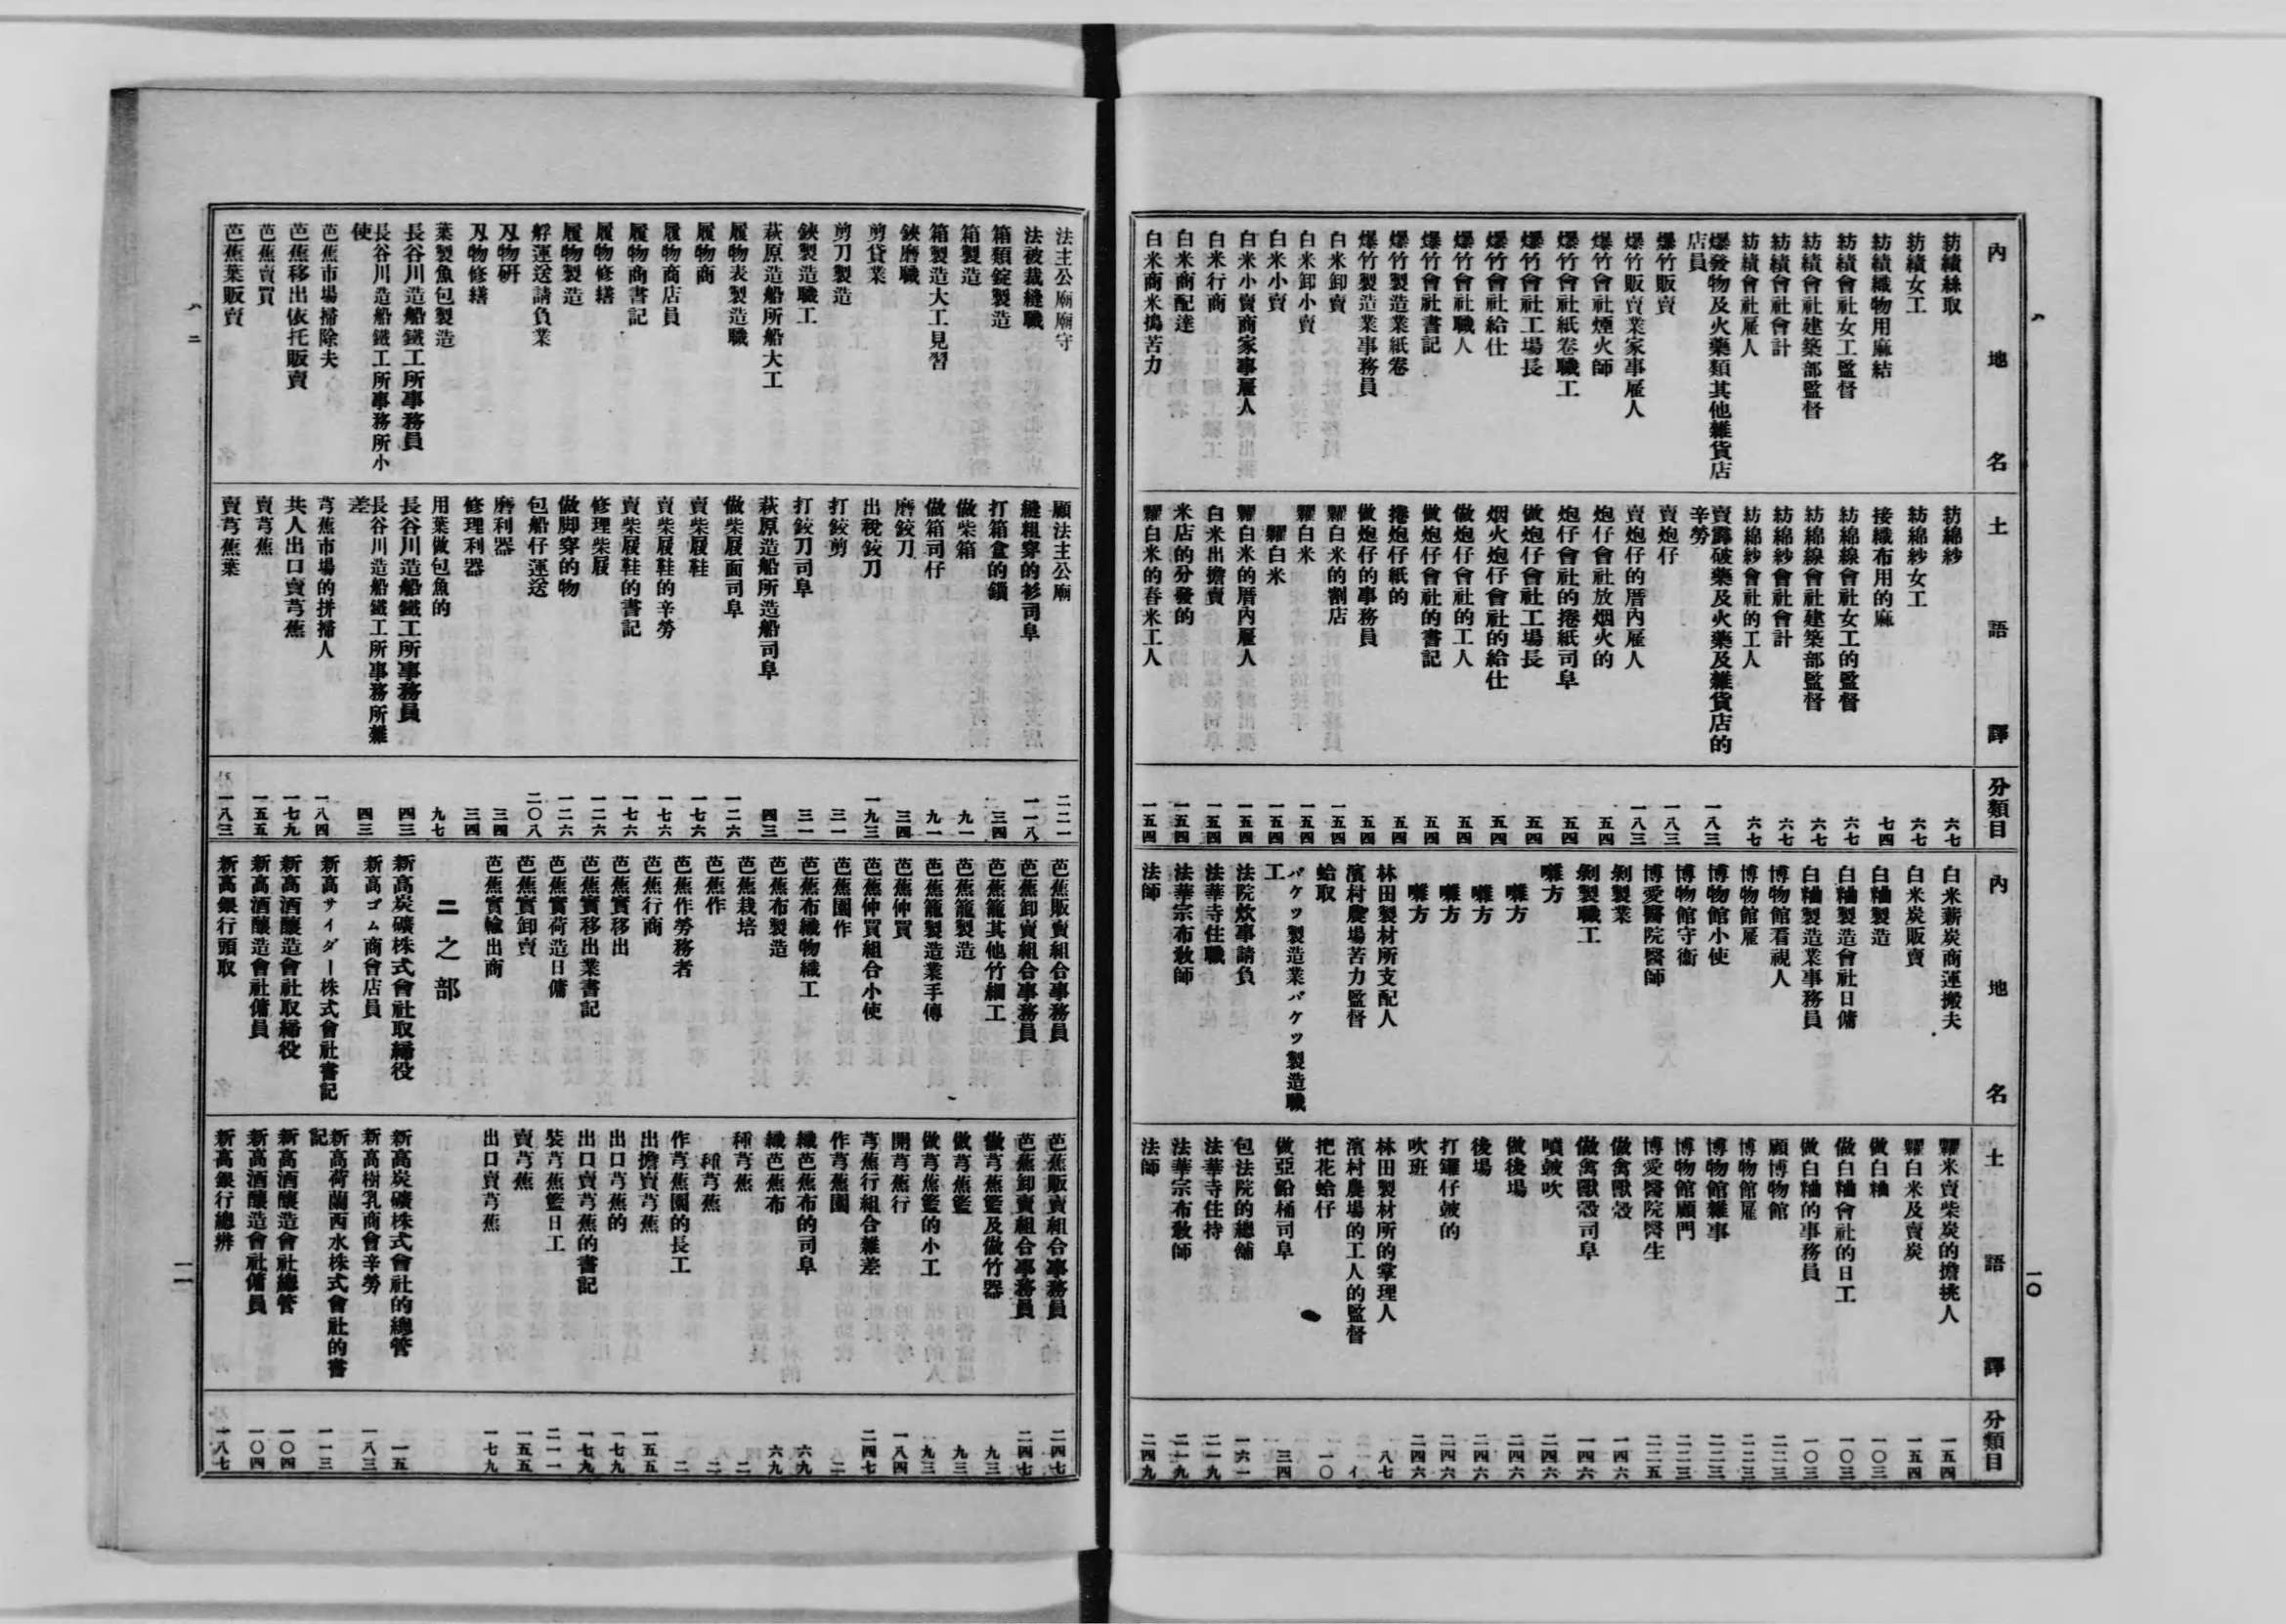 ハ
內地名 土語譯 分類目
紡績絲取 紡綿紗 六七
紡績女工 紡綿紗女工 六七
紡績織物用麻結 接織布用的麻 七四
紡績會社女工監督 紡綿線會社女工的監督 六七
紡績會社建築部監督 紡綿線會社建築部監督 六七
紡績會社會計 紡綿紗會社會計 六七
紡績會社雇人 紡綿紗會社的工人 六七
爆發物及火藥類其他雜貨店店員 賣霹破藥及火藥及雜貨店的辛勞 一八三
爆竹販賣 賣炮仔 一八三
爆竹販賣業家事雇人 賣炮仔的厝內雇人 一八三
爆竹會社煙火師 炮仔會社放烟火的 五四
爆竹會社紙卷職工 炮仔會社的捲紙司阜 五四
爆竹會社工場長 做炮仔會社工場長 五四
爆竹會社給仕 烟火炮仔會社的給仕 五四
爆竹會社職人 做炮仔會社的工人 五四
爆竹會社書記 做炮仔會社的書記 五四
爆竹製造業紙卷 捲炮仔紙的 五四
爆竹製造業事務員 做炮仔的事務員 五四
白米卸賣 糶白米的割店 一五四
白米卸小賣 糶白米 一五四
白米小賣 糶白米 一五四
白米小賣商家事雇人 糶白米的厝內雇人 一五四
白米行商 白米出擔賣 一五四
白米商配達 米店的分發的 一五四
白米商米搗苦力 糶白米的舂米工人 一五四
內地名 土語譯 分類目
白米薪炭商運搬夫 糶米賣柴炭的擔挑人 一五四
白米炭販賣 糶白米及賣炭 一五四
白粬製造 做白粬 一〇三
白粬製造會社日傭 做白粬會社的日工 一〇三
白粬製造業事務員 做白粬的事務員 一〇三
博物館看視人 顧博物館 二二三
博物館雇 博物館雇 二二三
博物館小使 博物館雜事 二二三
博物館守衞 博物館顧門 二二三
博愛醫院醫師 博愛醫院醫生 二二五
剝製業 做禽獸殼 一四六
剝製職工 做禽獸殼司阜 一四六
囃方 噴皷吹 二四六
囃方 做後場 二四六
囃方 後場 二四六
囃方 打鑼仔皷的 二四六
囃方 吹班 二四六
林田製材所支配人 林田製材所的掌理人 八七
濱村農場苦力監督 濱村農場的工人的監督 二一イ
蛤取 把花蛤仔 一〇
バケツ製造業バケツ製造職工 做亞鉛桶司阜 三四
法院炊事請負 包法院的總舖 一六一
法華寺住職 法華寺住持 二一九
法華宗布敎師 法華宗布敎師 二一九
法師 法師 二四九
一〇
法主公廟廟守 顧法主公廟 二二一
法被裁縫職 縫粗穿的衫司阜 一一八
箱類錠製造 打箱倉的鎖 三四
箱製造 做柴箱 九一
箱製造大工見習 做箱司仔 九一
鋏磨職 磨鉸刀 三四
剪貸業 出稅鉸刀 一九三
剪刀製造 打鉸剪 三一
鋏製造職工 打鉸刀司阜 三一
萩原造船所船大工 萩原造船所造船司阜 四三
履物表製造職 做柴屐面司阜 一二六
履物商 賣柴屐鞋 一七六
履物商店員 賣柴屐鞋的辛勞 一七六
履物商書記 賣柴屐鞋的書記 一七六
履物修繕 修理柴屐 一二六
履物製造 做脚穿的物 一二六
艀運送請負業 包船仔運送 二〇八
刄物硏 磨利器 三四
刄物修繕 修理利器 三四
葉製魚包製造 用葉做包魚的 九七
長谷川造船鐵工所事務員 長谷川造船鐵工所事務員 四三
長谷川造船鐵工所事務所小使 長谷川造船鐵工所事務所雜差 四三
芭蕉市場掃除夫 芎蕉市場的拼掃人 一八四
芭蕉移出依托販賣 共人出口賣芎蕉 一七九
芭蕉賣買 賣芎蕉 一五五
芭蕉葉販賣 賣芎蕉葉 一八三
芭蕉販賣組合事務員 芭蕉販賣組合事務員 二四七
芭蕉卸賣組合事務員 芭蕉卸賣組合事務員 二四七
芭蕉籠其他竹細工 做芎蕉籃及做竹器 九三
芭蕉籠製造 做芎蕉籃 九三
芭蕉籠製造業手傳 做芎蕉籃的小工 九三
芭蕉仲買 開芎蕉行 一八四
芭蕉仲買組合小使 芎蕉行組合雜差 二四七
芭蕉園作 作芎蕉園 二
芭蕉布織物織工 織芭蕉布的司阜 六九
芭蕉布製造 織芭蕉布 六九
芭蕉栽培 種芎蕉 二
芭蕉作 種芎蕉 二
芭蕉作勞務者 作芎蕉園的長工 二
芭蕉行商 出擔賣芎蕉 一五五
芭蕉實移出 出口芎蕉的 一七九
芭蕉實移出業書記 出口賣芎蕉的書記 一七九
芭蕉實荷造日傭 裝芎蕉籃日工 二一一
芭蕉實卸賣 賣芎蕉 一五五
芭蕉實輸出商 出口賣芎蕉 一七九
ニ之部
新高炭礦株式會社取締役 新高炭礦株式會社的總管 一五
新高ゴム商會店員 新高樹乳商會辛勞 一八三
新高サイダー株式會社書記 新高荷蘭西水株式會社的書記 一一三
新高酒釀造會社取締役 新高酒釀造會社總管 一〇四
新高酒釀造會社傭員 新高酒釀造會社傭員 一〇四
新高銀行頭取 新高銀行總辨 一八七
ハ ニ
一一